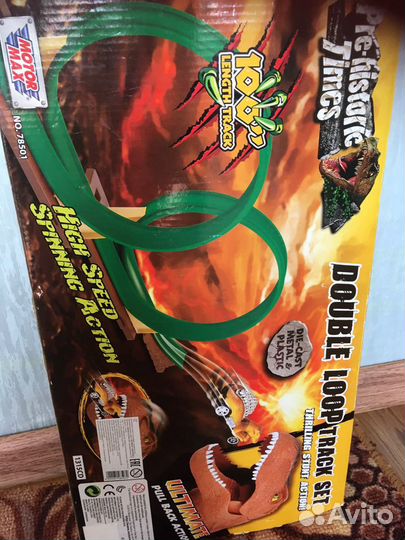 MOTOR
MAX
NO. 78501
100"
LENGTH TRACK
Prehistoric
Times
HIGH SPEED
SPINNING ACTION
DOUBLE LOOP TRACK SET
THRILLING STUNT ACTION!
DIE-CAST
METAL &
PLASTIC
ULTIMATE
PULL BACK ACTION
Avito